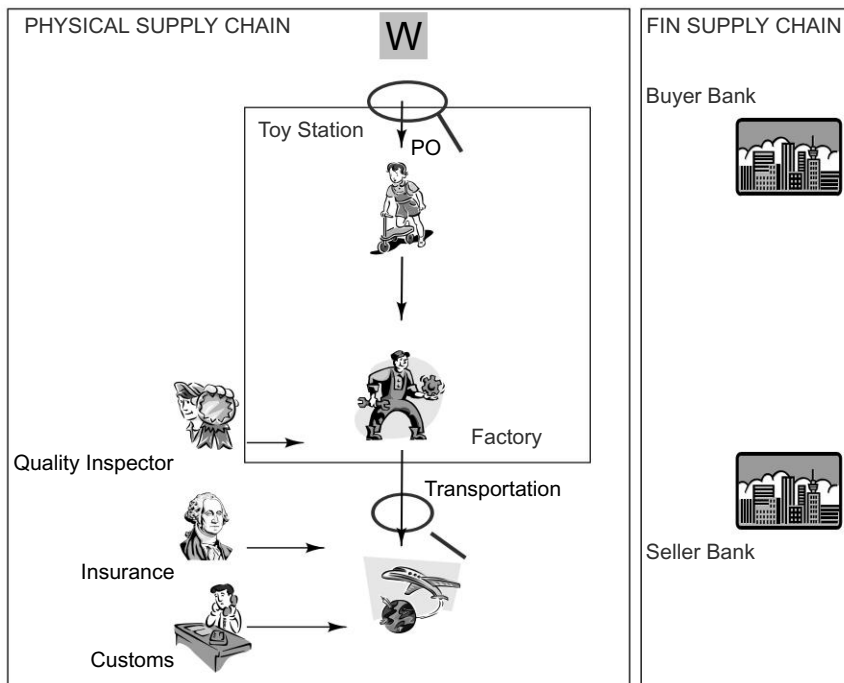 PHYSICAL SUPPLY CHAIN
W
FIN SUPPLY CHAIN
Buyer Bank
Toy Station
PO
Factory
Quality Inspector
Transportation
Insurance
Seller Bank
Customs